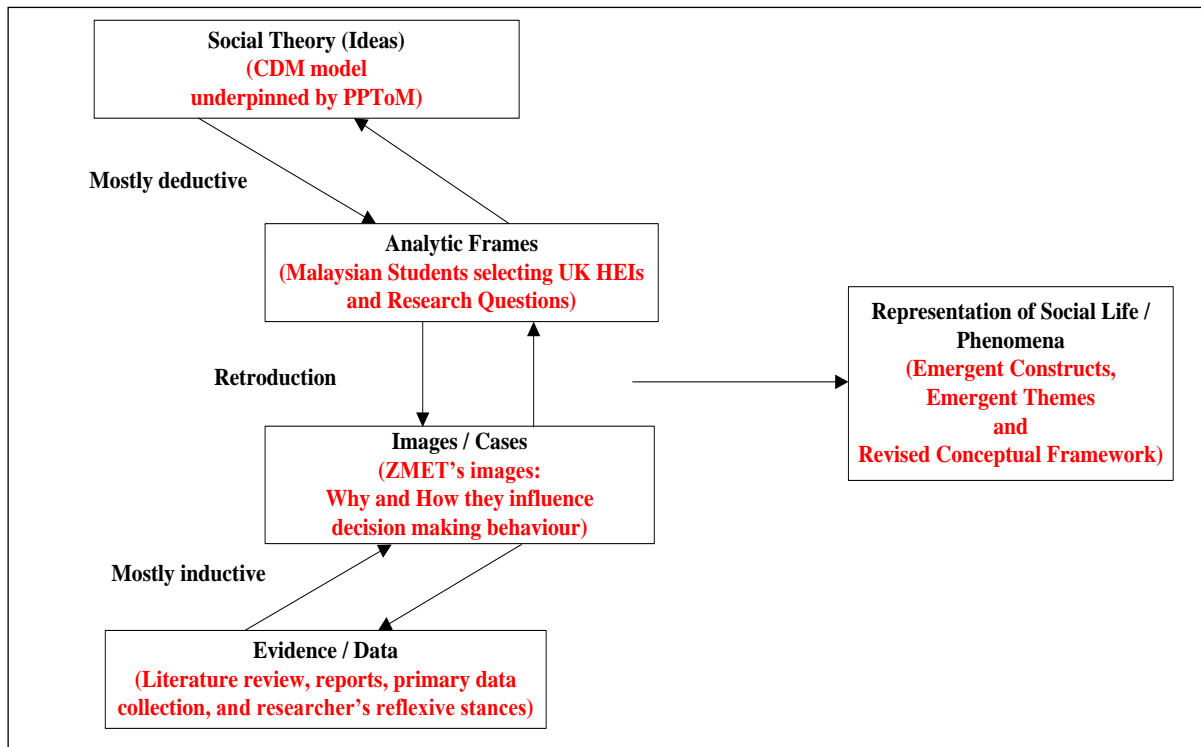 Social Theory (Ideas)
(CDM model
underpinned by PPToM)
Mostly deductive
Analytic Frames
(Malaysian Students selecting UK HEIs
and Research Questions)
Retroduction
Representation of Social Life /
Phenomena
(Emergent Constructs,
Emergent Themes
and
Revised Conceptual Framework)
Images / Cases
(ZMET's images:
Why and How they influence
decision making behaviour)
Mostly inductive
Evidence / Data
(Literature review, reports, primary data
collection, and researcher's reflexive stances)